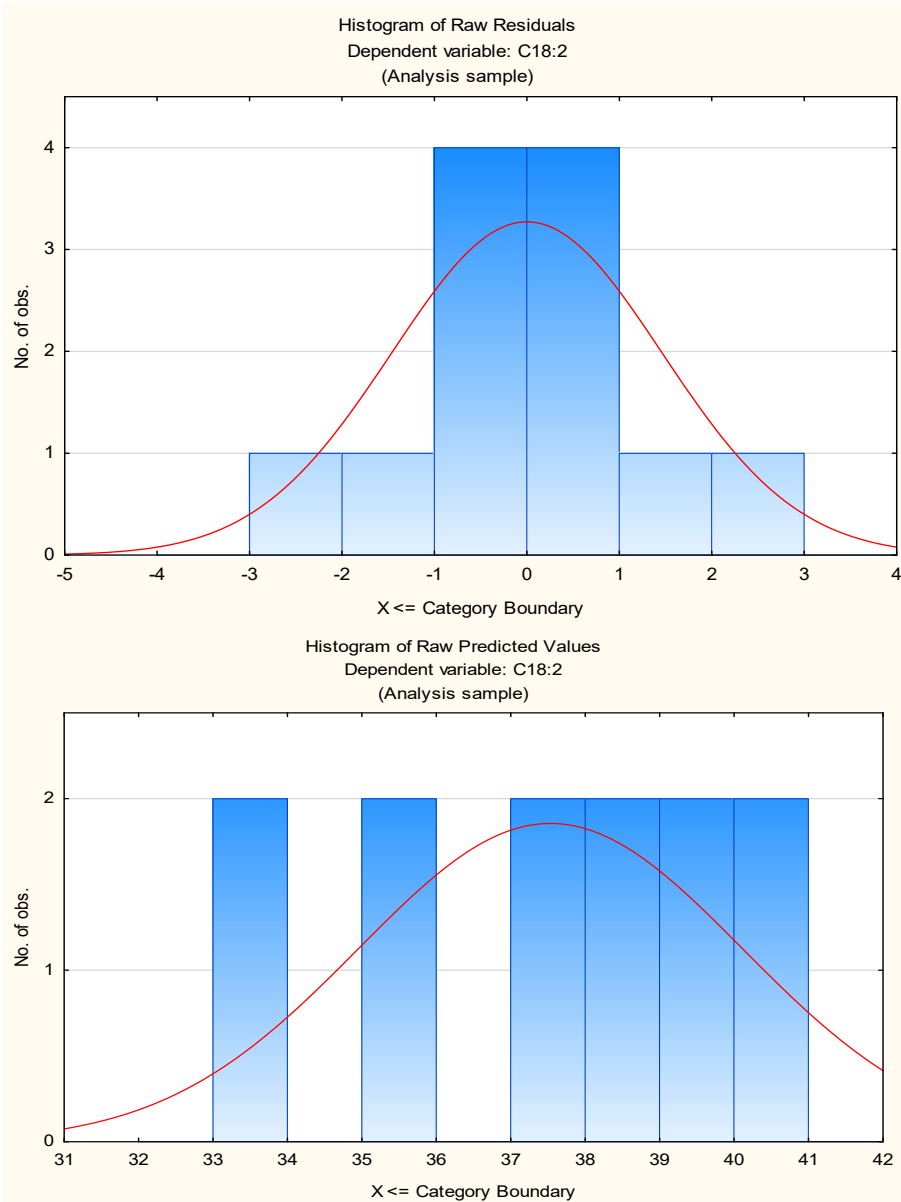 Histogram of Raw Residuals
Dependent variable: C18:2
(Analysis sample)
4
3
2
1
0
No. of obs.
-5 -4 -3 -2 -1 0 1 2 3 4
X <= Category Boundary
Histogram of Raw Predicted Values
Dependent variable: C18:2
(Analysis sample)
2
1
0
No. of obs.
31 32 33 34 35 36 37 38 39 40 41 42
X <= Category Boundary